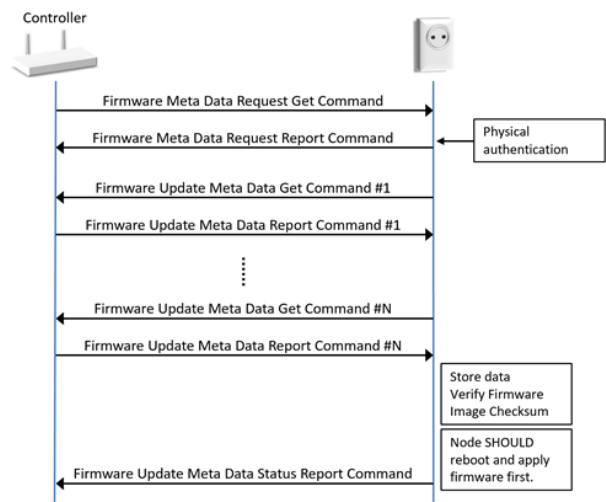 Controller
Firmware Meta Data Request Get Command
Firmware Meta Data Request Report Command
Physical
authentication
Firmware Update Meta Data Get Command #1
Firmware Update Meta Data Report Command #1
Firmware Update Meta Data Get Command #N
Firmware Update Meta Data Report Command #N
Store data
Verify Firmware
Image Checksum
Node SHOULD
reboot and apply
firmware first.
Firmware Update Meta Data Status Report Command